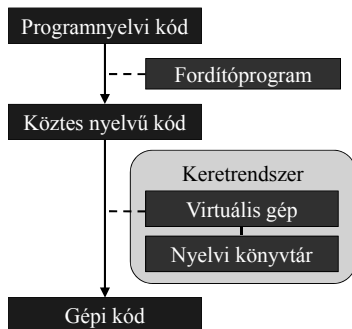 Programnyelvi kód
Fordítóprogram
Köztes nyelvű kód
Keretrendszer
Virtuális gép
Nyelvi könyvtár
Gépi kód